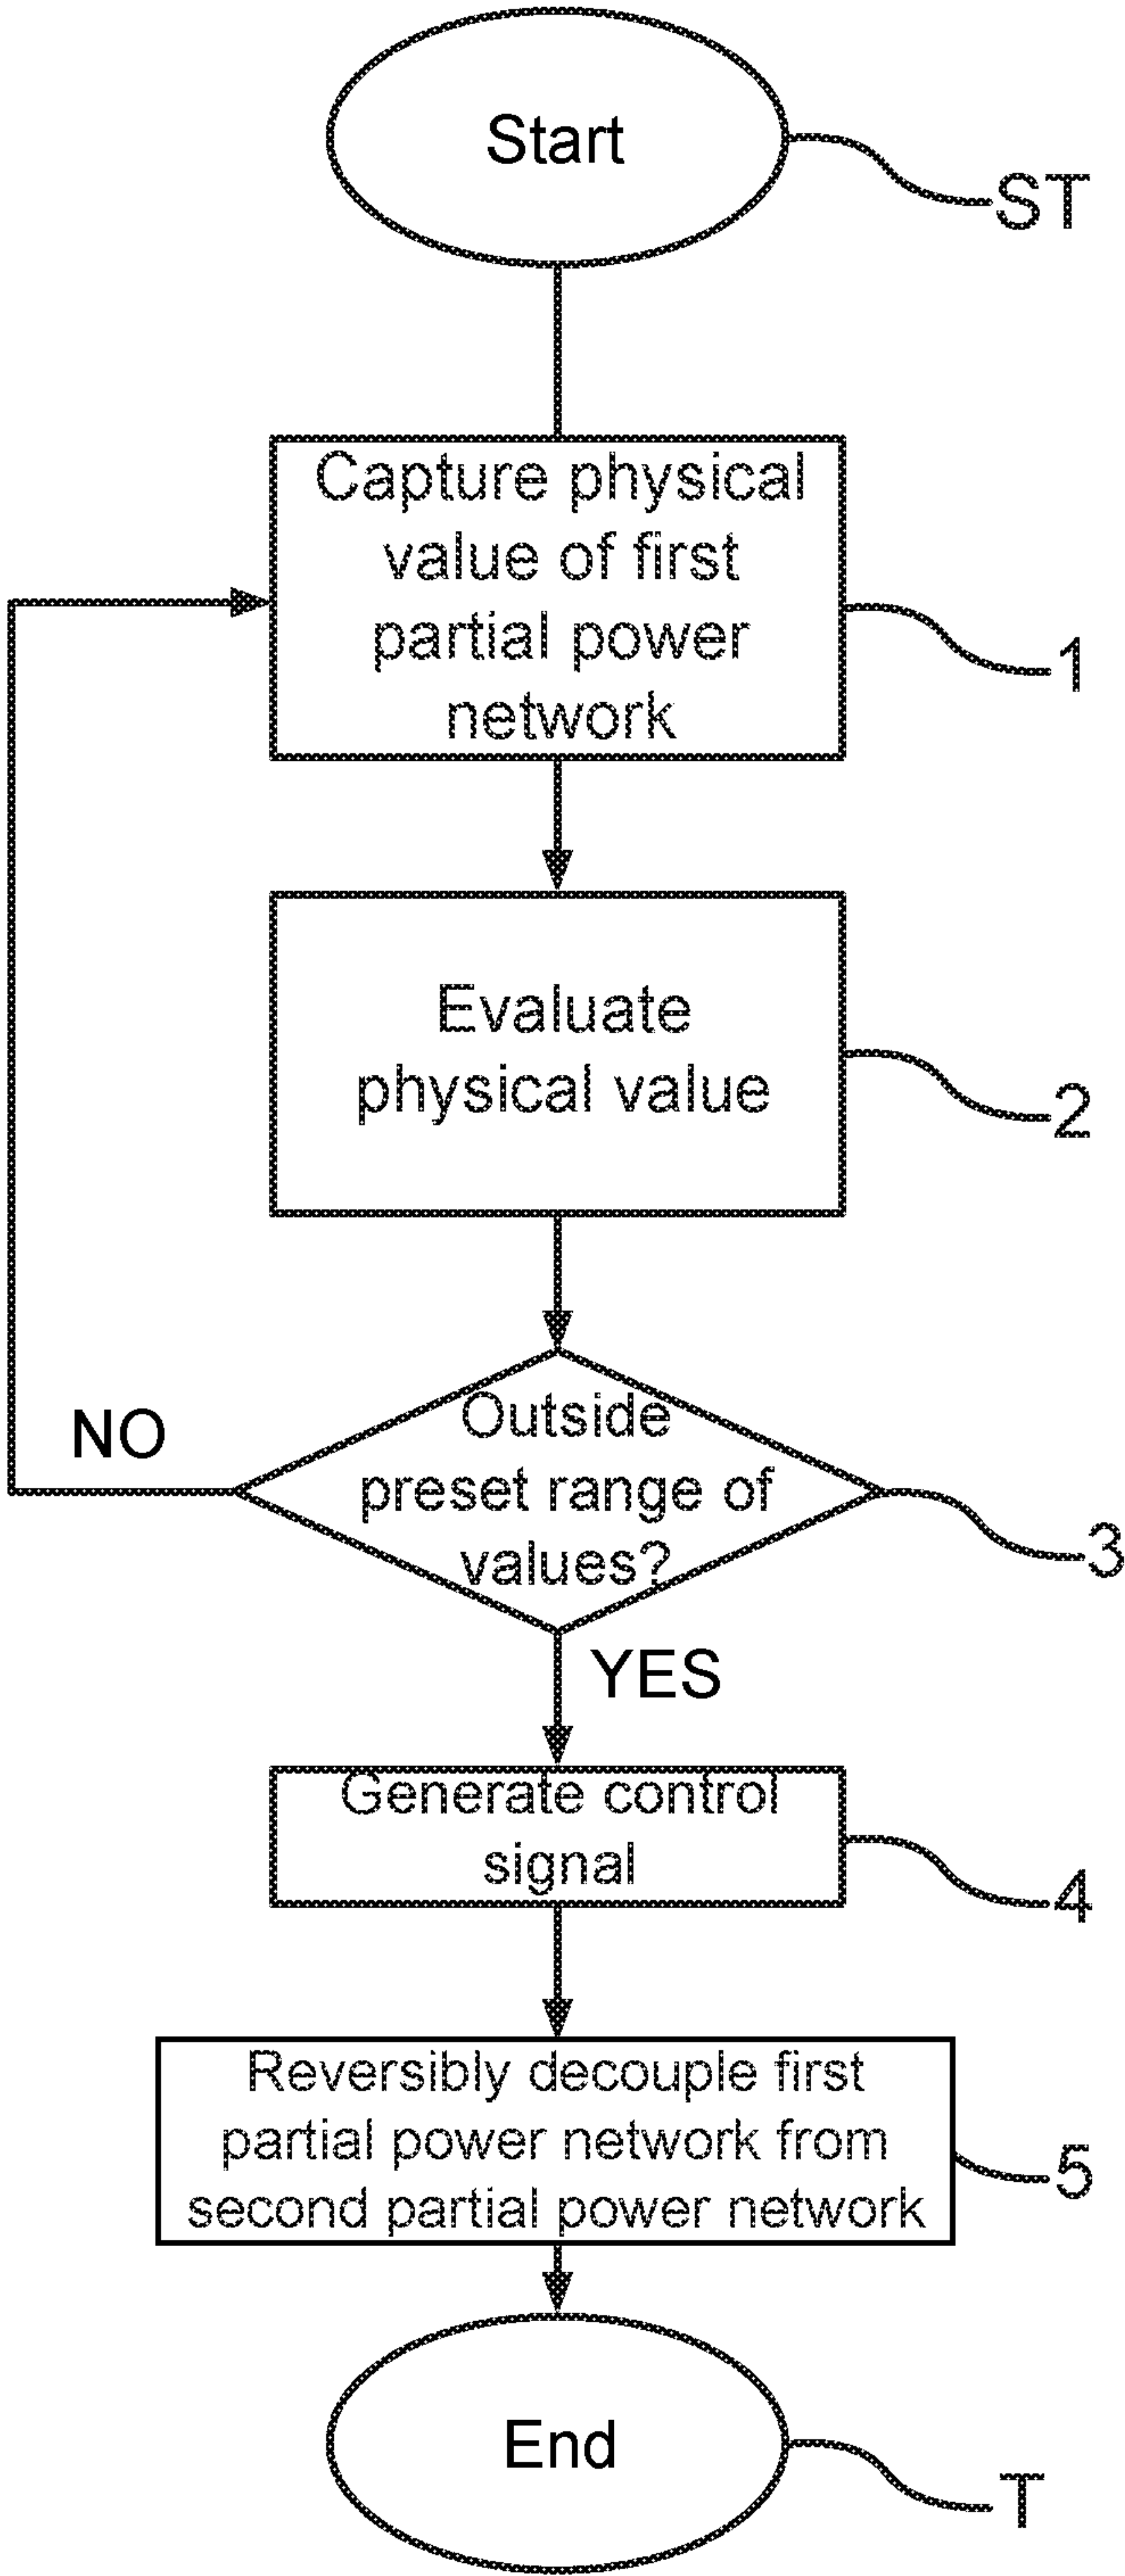 Start
ST
Capture physical
value of first
partial power
network
1
Evaluate
physical value
2
Outside
preset range of
values?
3
NO
YES
Generate control
signal
4
Reversibly decouple first
partial power network from
second partial power network
5
End
T